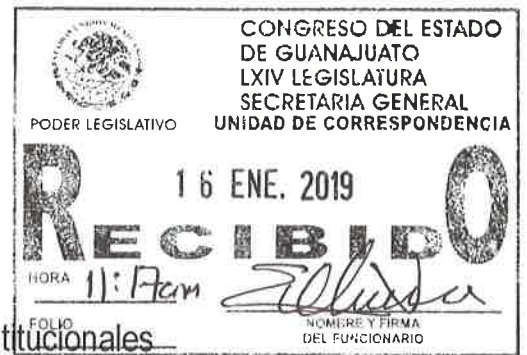 CONGRESO DEL ESTADO
DE GUANAJUATO
LXIV LEGISLATURA
SECRETARIA GENERAL
PODER LEGISLATIVO UNIDAD DE CORRESPONDENCIA
16 ENE. 2019
RECIBIDO
HORA 11:17am
FOLIO NOMBRE Y FIRMA
titucionales DEL FUNCIONARIO